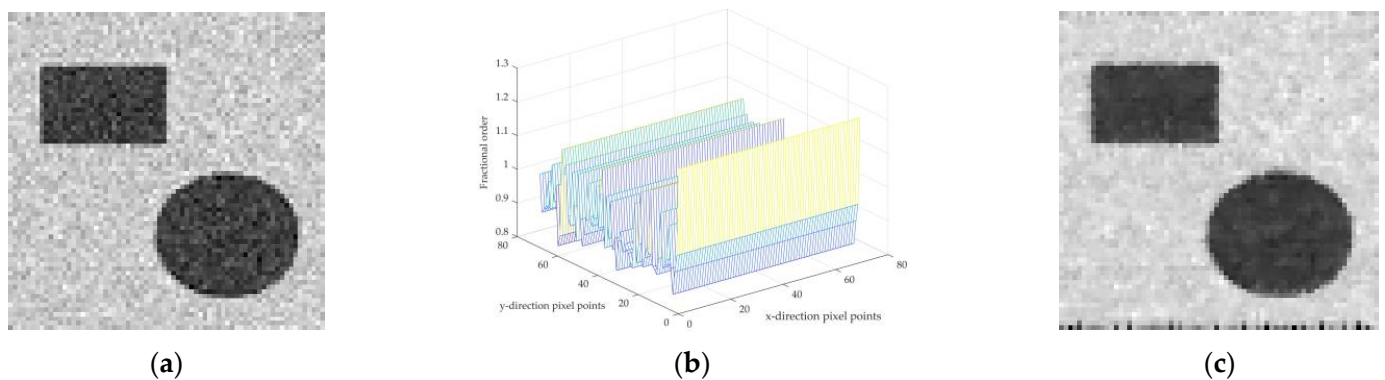 1.3
1.2
1.1
1
0.9
0.8
Fractional order
80
60
40
20
0
y-direction pixel points
0
20
40
60
80
x-direction pixel points
(a)
(b)
(c)